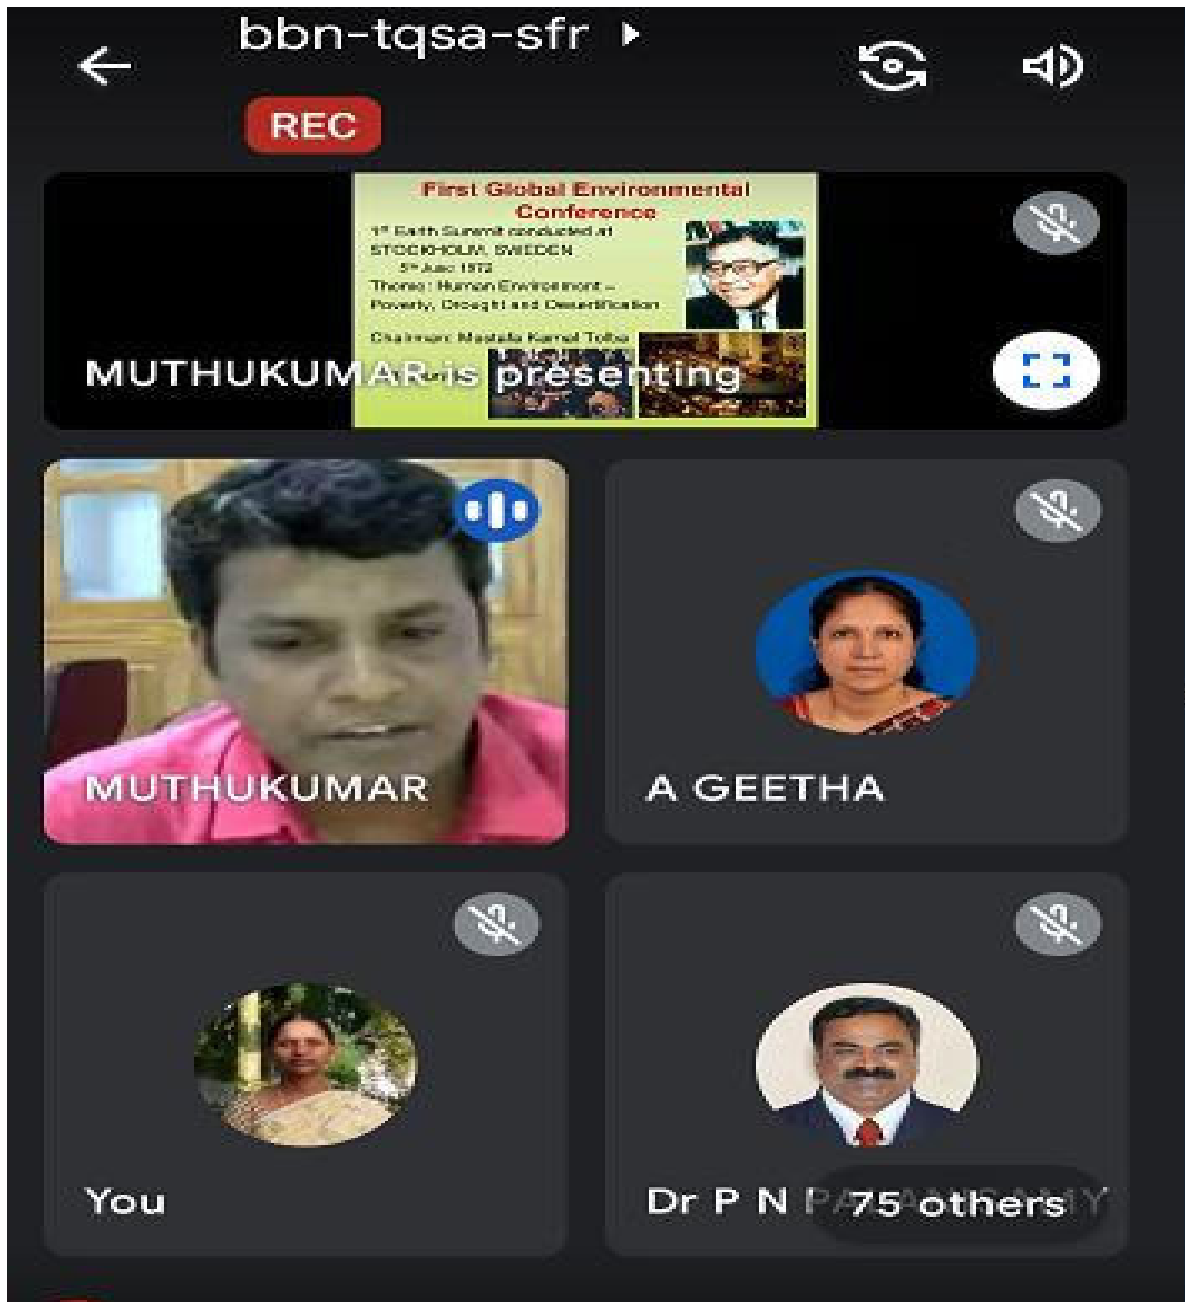 bbn-tqsa-sfr
REC
First Global Environmental
Conference
1st Earth Summit conducted at
STOCKHOLM, SWEDEN
5th June 1972
Theme: Human Environment –
Poverty, Drought and Desertification
Chairman: Mostafa Kamal Tolba
MUTHUKUMAR is presenting
MUTHUKUMAR
A GEETHA
You
Dr P N PALANISAMY
75 others